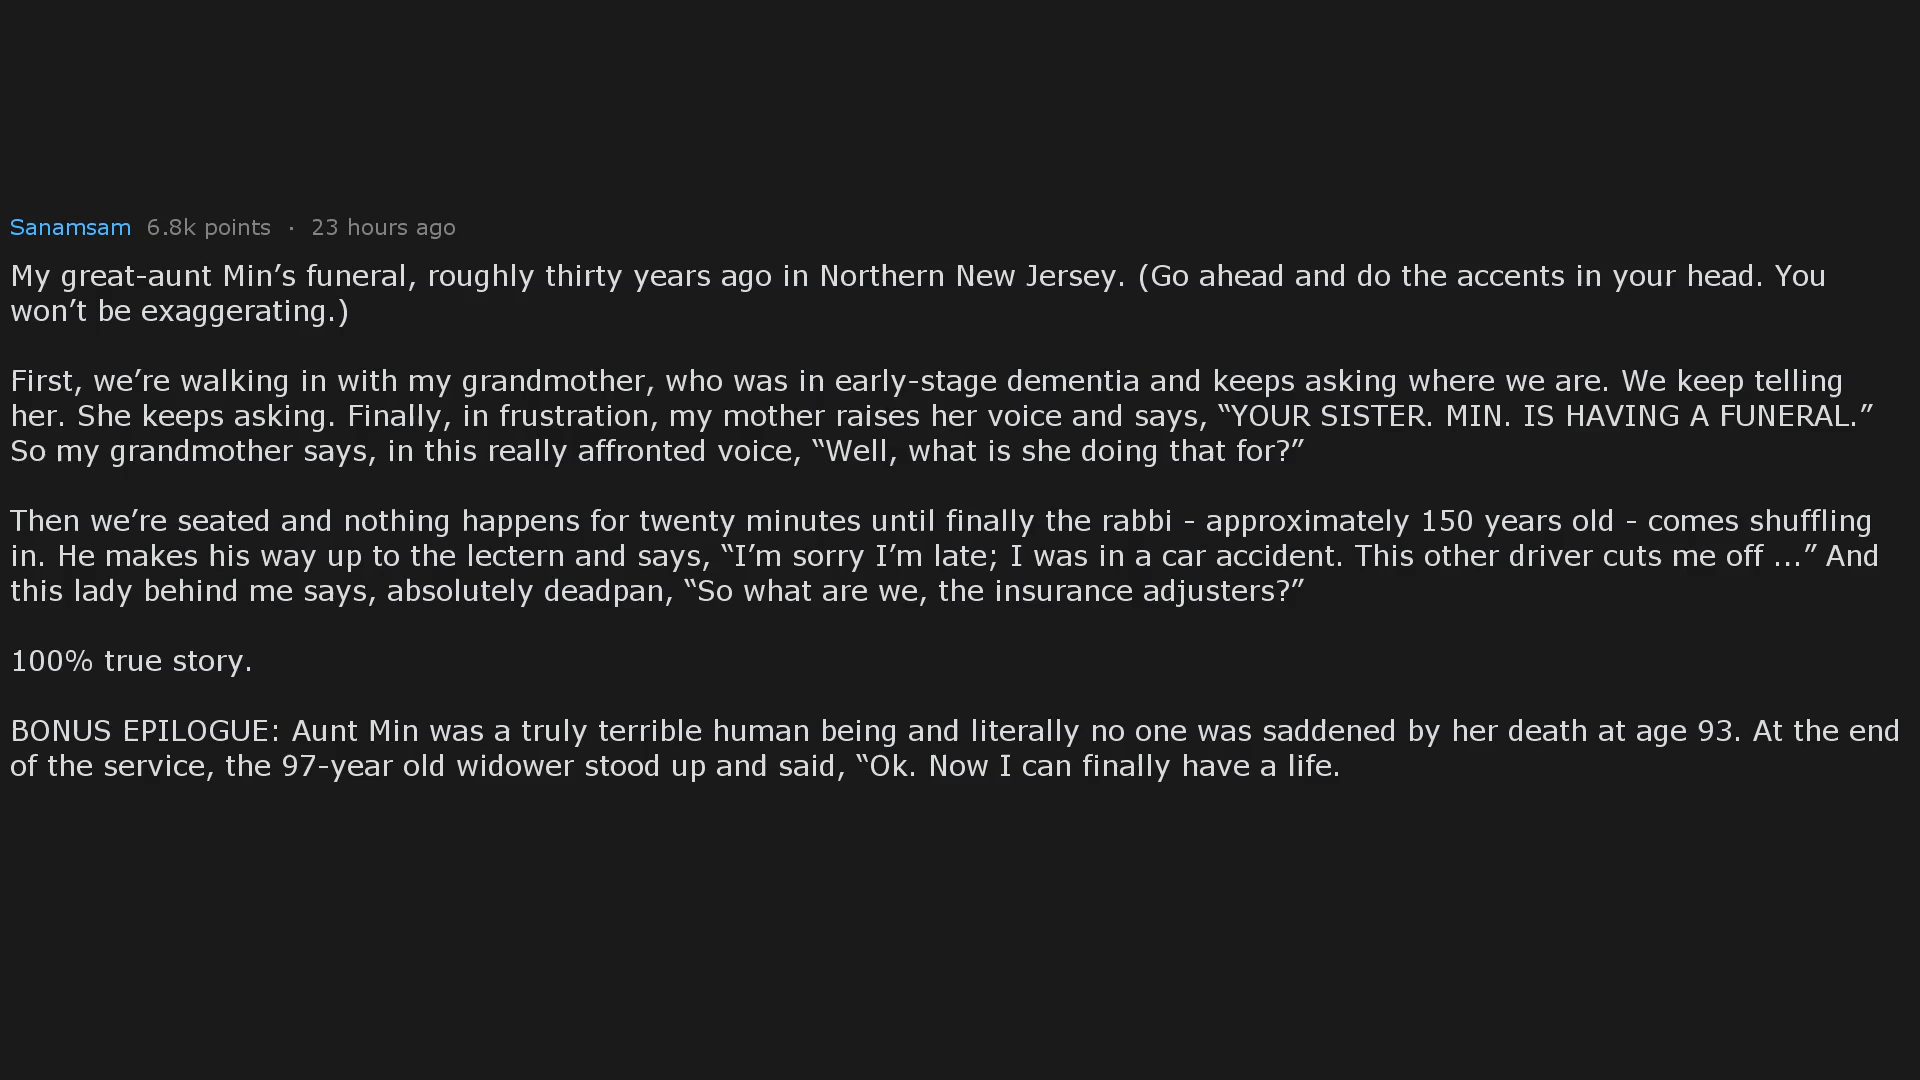 Sanamsam 6.8k points · 23 hours ago
My great-aunt Min’s funeral, roughly thirty years ago in Northern New Jersey. (Go ahead and do the accents in your head. You
won’t be exaggerating.)
First, we’re walking in with my grandmother, who was in early-stage dementia and keeps asking where we are. We keep telling
her. She keeps asking. Finally, in frustration, my mother raises her voice and says, “YOUR SISTER. MIN. IS HAVING A FUNERAL.”
So my grandmother says, in this really affronted voice, “Well, what is she doing that for?”
Then we’re seated and nothing happens for twenty minutes until finally the rabbi - approximately 150 years old - comes shuffling
in. He makes his way up to the lectern and says, “I’m sorry I’m late; I was in a car accident. This other driver cuts me off ...” And
this lady behind me says, absolutely deadpan, “So what are we, the insurance adjusters?”
100% true story.
BONUS EPILOGUE: Aunt Min was a truly terrible human being and literally no one was saddened by her death at age 93. At the end
of the service, the 97-year old widower stood up and said, “Ok. Now I can finally have a life.